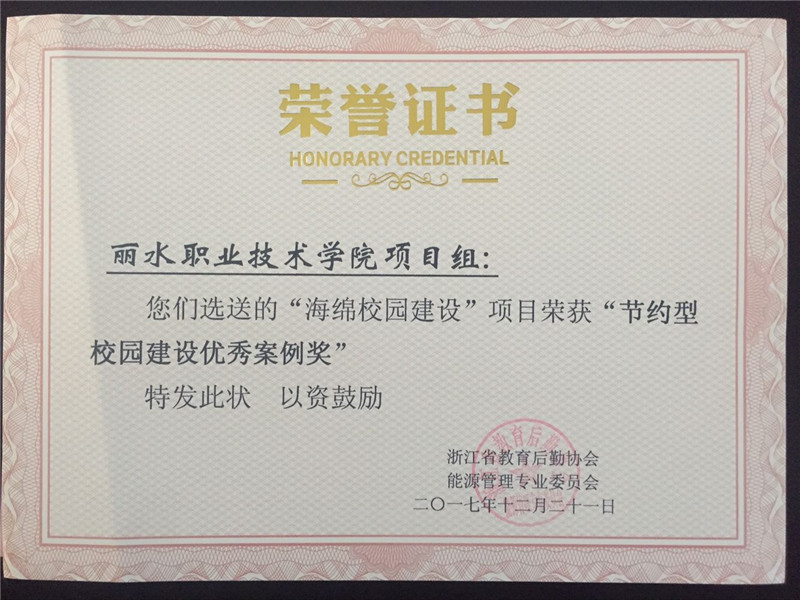 荣誉证书
HONORARY CREDENTIAL
丽水职业技术学院项目组:
您们选送的“海绵校园建设”项目荣获“节约型
校园建设优秀案例奖”
特发此状 以资鼓励
浙江省教育后勤协会
能源管理专业委员会
二〇一七年十二月二十一日